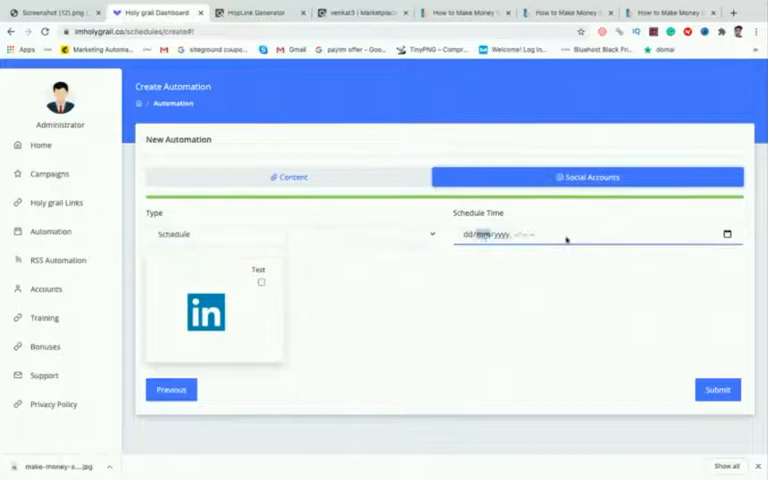 Screenshot (12).png
Holy grail Dashboard
HopLink Generator
venkat3 | Marketplac
How to Make Money
How to Make Money
How to Make Money
imholygrail.co/schedules/create#!
Apps
Marketing Automa...
siteground coupo...
Gmail
paytm offer - Goo...
TinyPNG – Compr...
Welcome! Log in...
Bluehost Black Fri...
domai
Create Automation
/ Automation
Administrator
Home
Campaigns
Holy grail Links
Automation
RSS Automation
Accounts
Training
Bonuses
Support
Privacy Policy
New Automation
Content
Social Accounts
Type
Schedule Time
Schedule
dd/mm/yyyy, --:-- --
Test
in
Previous
Submit
make-money-s....jpg
Show all